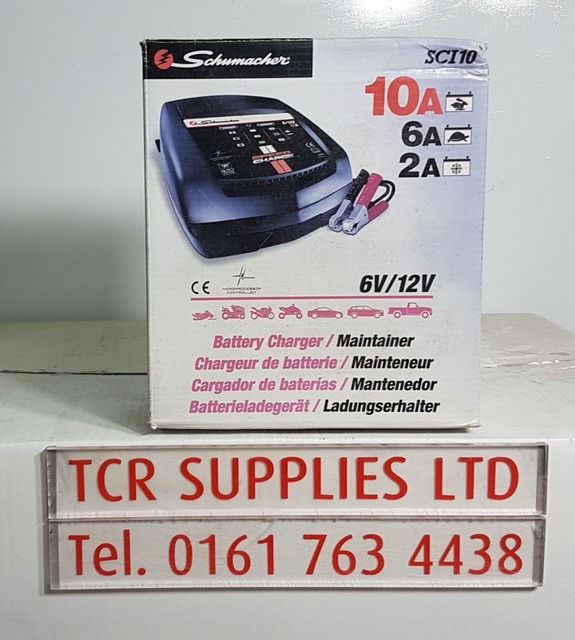 Schumacher
SCI10
10A
6A
2A
CE
MICROPROCESSOR
CONTROLLED
6V/12V
Battery Charger / Maintainer
Chargeur de batterie / Mainteneur
Cargador de baterías / Mantenedor
Batterieladegerät / Ladungserhalter
TCR SUPPLIES LTD
Tel. 0161 763 4438